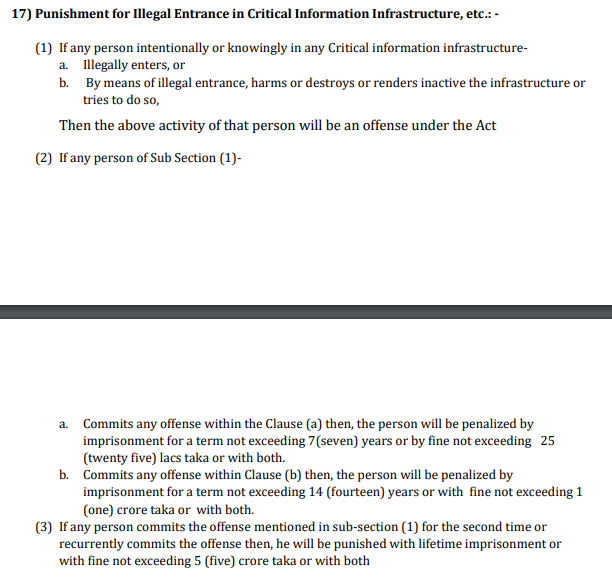 17) Punishment for Illegal Entrance in Critical Information Infrastructure, etc.: -
(1) If any person intentionally or knowingly in any Critical information infrastructure-
a. Illegally enters, or
b. By means of illegal entrance, harms or destroys or renders inactive the infrastructure or
tries to do so,
Then the above activity of that person will be an offense under the Act
(2) If any person of Sub Section (1)-
a. Commits any offense within the Clause (a) then, the person will be penalized by
imprisonment for a term not exceeding 7(seven) years or by fine not exceeding 25
(twenty five) lacs taka or with both.
b. Commits any offense within Clause (b) then, the person will be penalized by
imprisonment for a term not exceeding 14 (fourteen) years or with fine not exceeding 1
(one) crore taka or with both.
(3) If any person commits the offense mentioned in sub-section (1) for the second time or
recurrently commits the offense then, he will be punished with lifetime imprisonment or
with fine not exceeding 5 (five) crore taka or with both